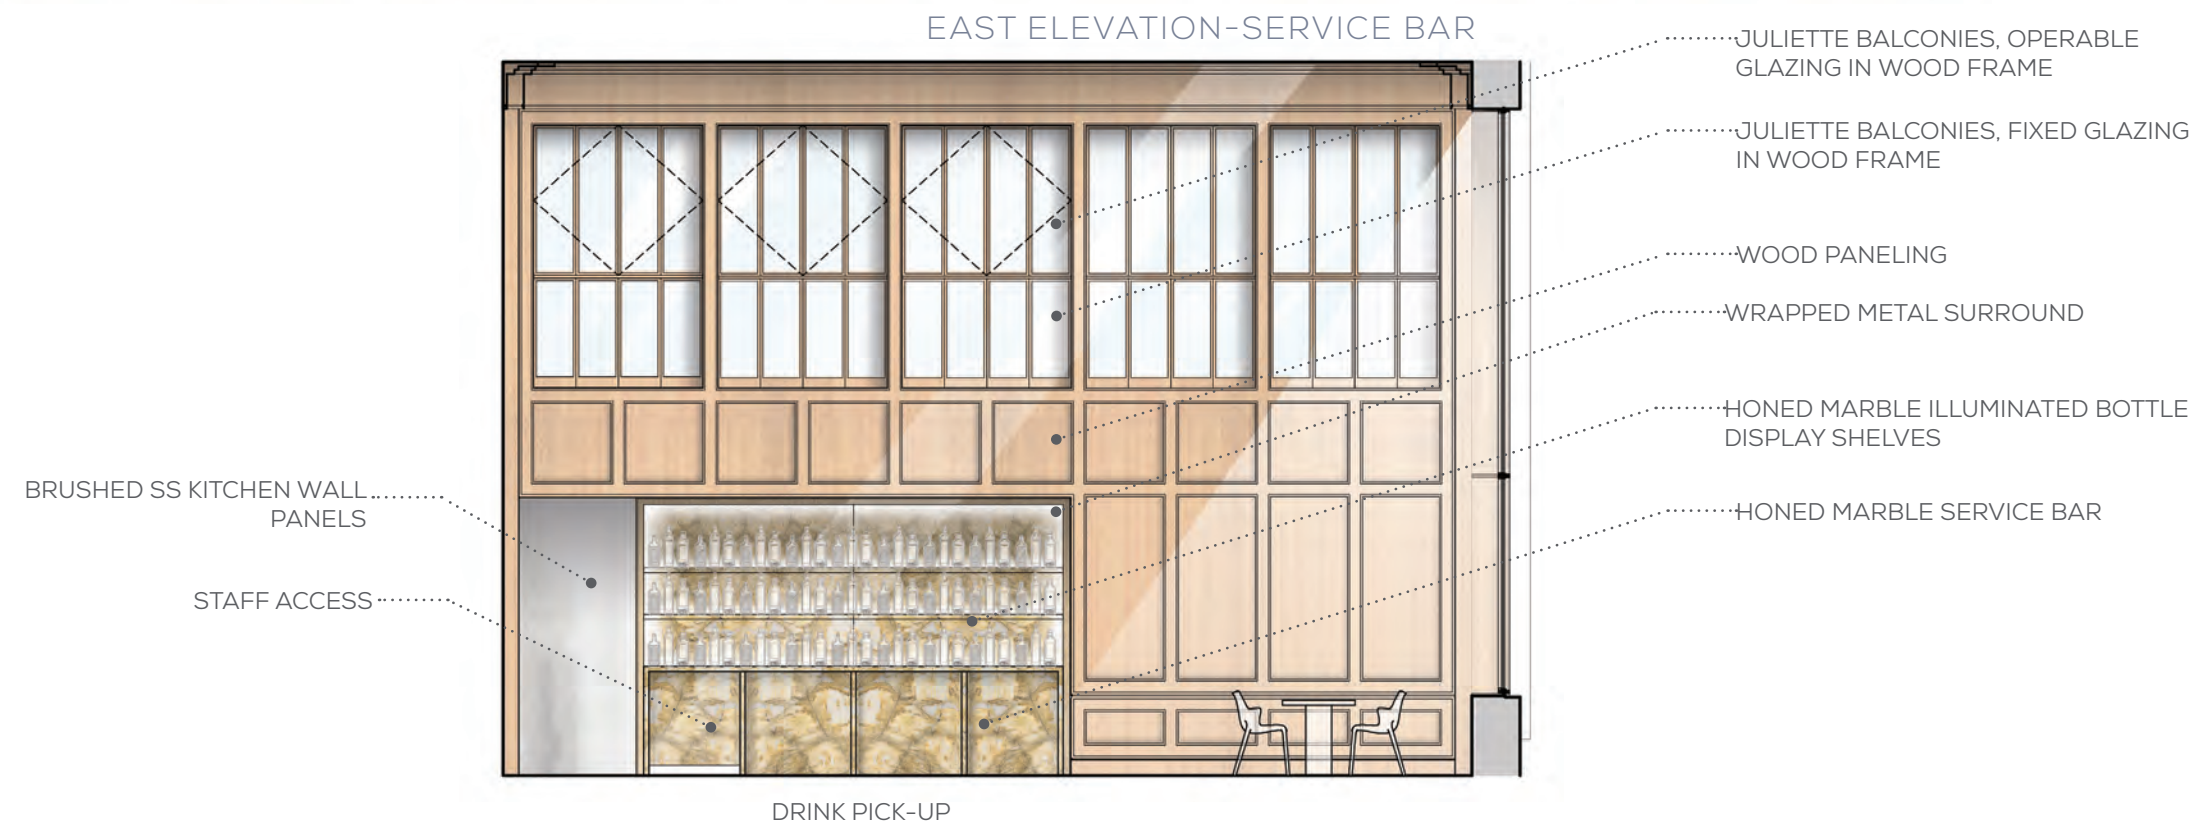 EAST ELEVATION-SERVICE BAR
JULIETTE BALCONIES, OPERABLE
GLAZING IN WOOD FRAME
JULIETTE BALCONIES, FIXED GLAZING
IN WOOD FRAME
WOOD PANELING
WRAPPED METAL SURROUND
HONED MARBLE ILLUMINATED BOTTLE
DISPLAY SHELVES
HONED MARBLE SERVICE BAR
BRUSHED SS KITCHEN WALL
PANELS
STAFF ACCESS
DRINK PICK-UP